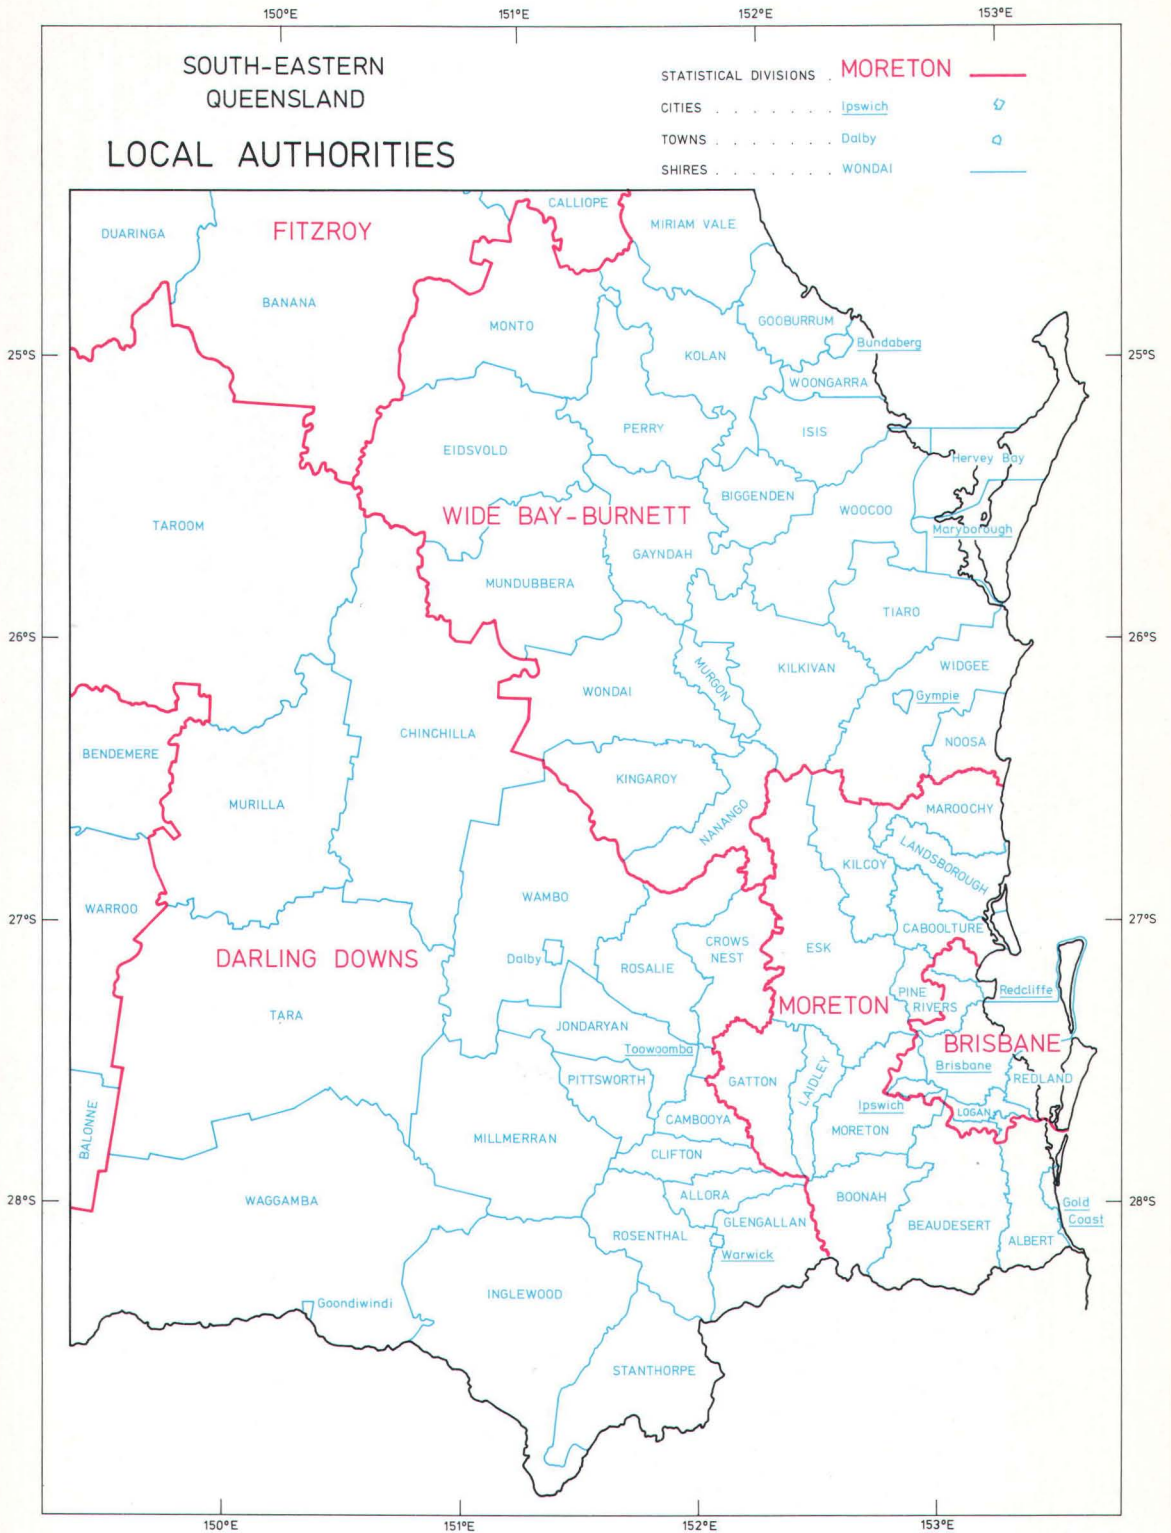 150°E 151°E 152°E 153°E
SOUTH-EASTERN
QUEENSLAND
LOCAL AUTHORITIES
STATISTICAL DIVISIONS . MORETON
CITIES . . . . . . . Ipswich
TOWNS . . . . . . . Dalby
SHIRES . . . . . . . WONDAI
CALLIOPE
DUARINGA
FITZROY
MIRIAM VALE
BANANA
MONTO
GOOBURRUM
Bundaberg
25°S
KOLAN
25°S
WOONGARRA
PERRY
ISIS
EIDSVOLD
Hervey Bay
BIGGENDEN
WOOCOO
WIDE BAY-BURNETT
TAROOM
Maryborough
GAYNDAH
MUNDUBBERA
TIARO
26°S
26°S
MURGON
KILKIVAN
WIDGEE
WONDAI
Gympie
CHINCHILLA
NOOSA
BENDEMERE
KINGAROY
MURILLA
NANANGO
MAROOCHY
KILCOY
LANDSBOROUGH
WAMBO
WARROO
27°S
27°S
CABOOLTURE
CROWS
NEST
ESK
DARLING DOWNS
Dalby
ROSALIE
PINE
RIVERS
Redcliffe
MORETON
TARA
JONDARYAN
BRISBANE
Toowoomba
Brisbane
PITTSWORTH
GATTON
LAIDLEY
REDLAND
Ipswich
LOGAN
CAMBOOYA
BALONNE
MILLMERRAN
MORETON
CLIFTON
28°S
WAGGAMBA
ALLORA
BOONAH
28°S
Gold
Coast
GLENGALLAN
BEAUDESERT
ROSENTHAL
ALBERT
Warwick
INGLEWOOD
Goondiwindi
STANTHORPE
150°E 151°E 152°E 153°E